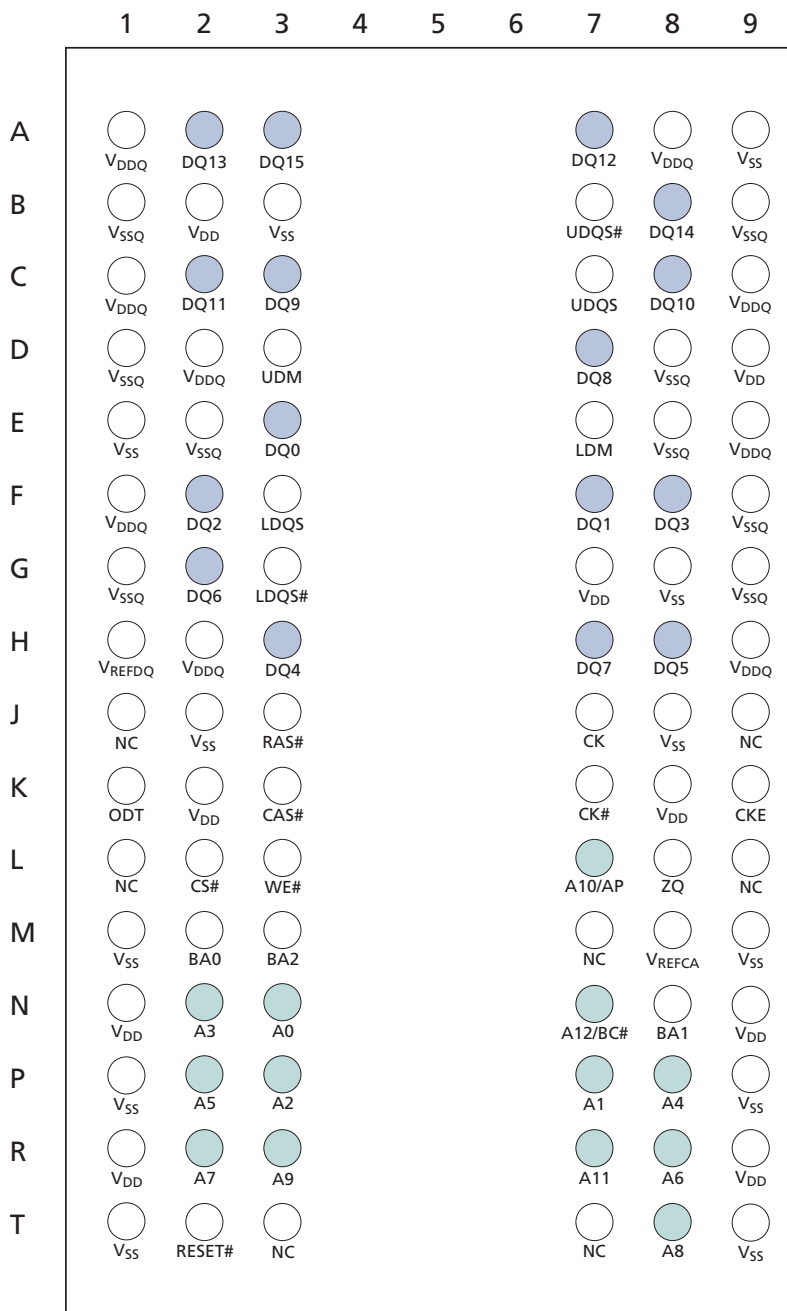 1 2 3 4 5 6 7 8 9
A
VDDQ DQ13 DQ15 DQ12 VDDQ VSS
B
VSSQ VDD VSS UDQS# DQ14 VSSQ
C
VDDQ DQ11 DQ9 UDQS DQ10 VDDQ
D
VSSQ VDDQ UDM DQ8 VSSQ VDD
E
VSS VSSQ DQ0 LDM VSSQ VDDQ
F
VDDQ DQ2 LDQS DQ1 DQ3 VSSQ
G
VSSQ DQ6 LDQS# VDD VSS VSSQ
H
VREFDQ VDDQ DQ4 DQ7 DQ5 VDDQ
J
NC VSS RAS# CK VSS NC
K
ODT VDD CAS# CK# VDD CKE
L
NC CS# WE# A10/AP ZQ NC
M
VSS BA0 BA2 NC VREFCA VSS
N
VDD A3 A0 A12/BC# BA1 VDD
P
VSS A5 A2 A1 A4 VSS
R
VDD A7 A9 A11 A6 VDD
T
VSS RESET# NC NC A8 VSS